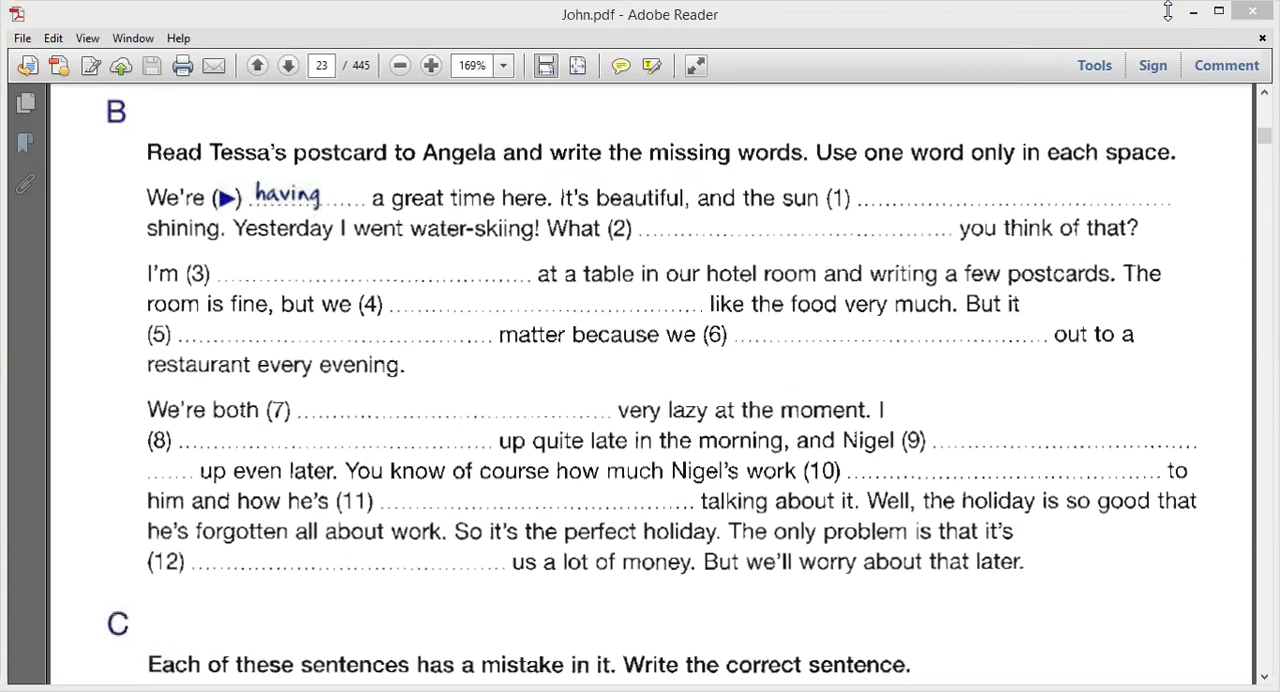 John.pdf - Adobe Reader
File Edit View Window Help
23 / 445 169% Tools Sign Comment
B
Read Tessa's postcard to Angela and write the missing words. Use one word only in each space.
We're (►) having ...... a great time here. It's beautiful, and the sun (1) ............................................
shining. Yesterday I went water-skiing! What (2) ............................................ you think of that?
I'm (3) ............................................ at a table in our hotel room and writing a few postcards. The
room is fine, but we (4) ............................................ like the food very much. But it
(5) ............................................ matter because we (6) ............................................ out to a
restaurant every evening.
We're both (7) ............................................ very lazy at the moment. I
(8) ............................................ up quite late in the morning, and Nigel (9) ......................................
....... up even later. You know of course how much Nigel's work (10) ............................................ to
him and how he's (11) ............................................ talking about it. Well, the holiday is so good that
he's forgotten all about work. So it's the perfect holiday. The only problem is that it's
(12) ............................................ us a lot of money. But we'll worry about that later.
C
Each of these sentences has a mistake in it. Write the correct sentence.